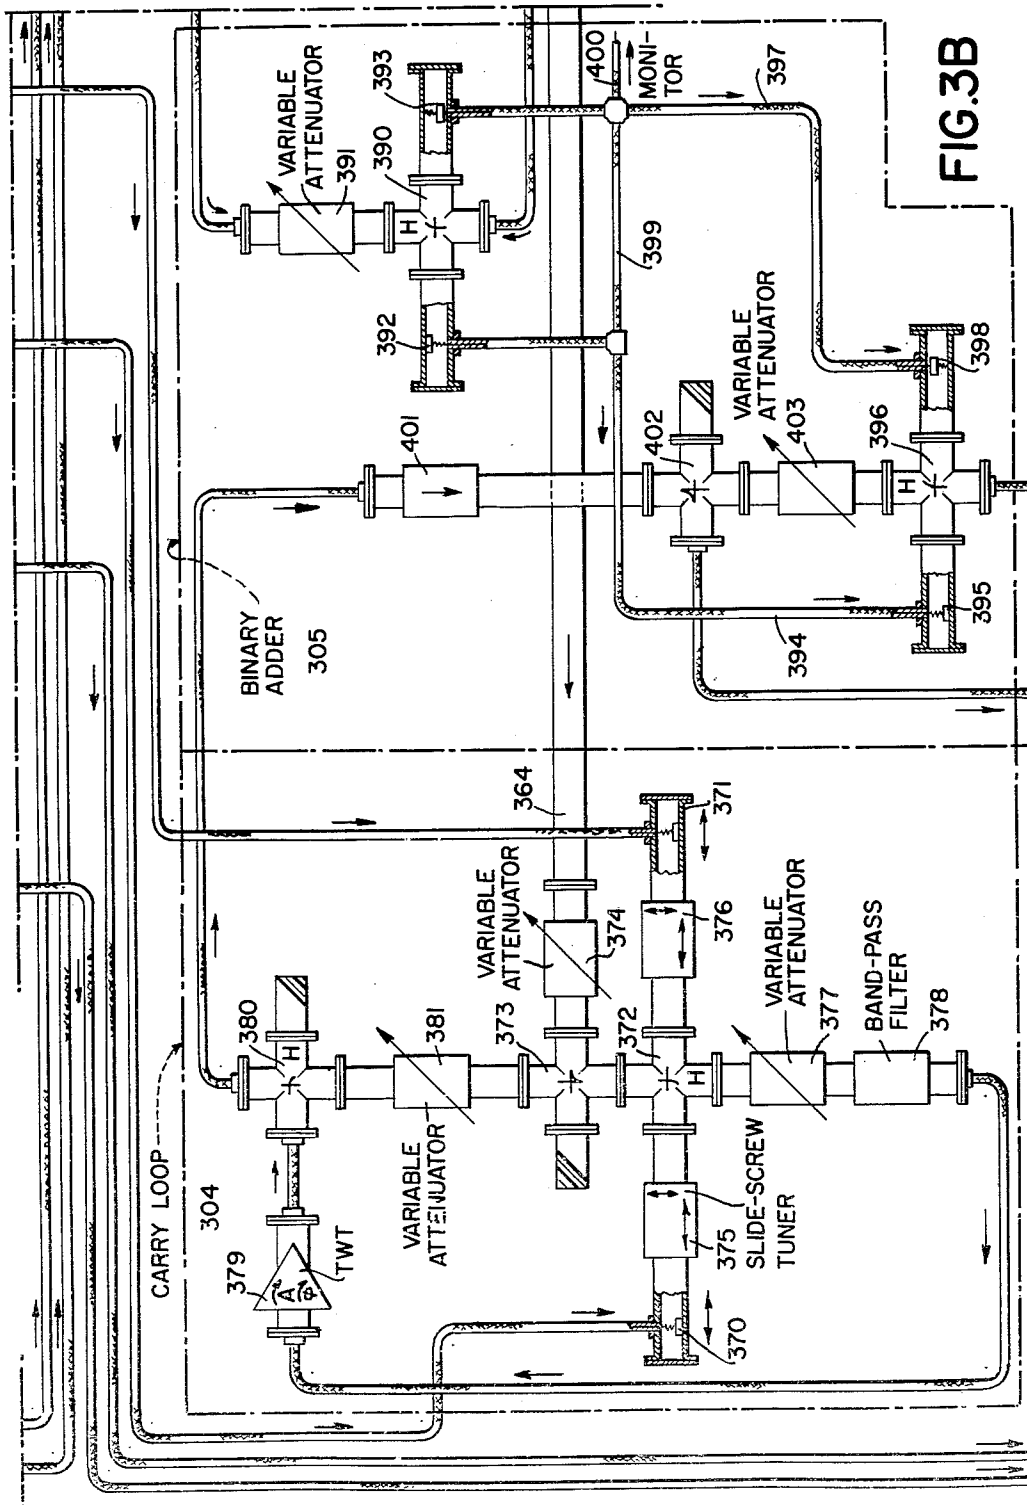 FIG.3B
VARIABLE
ATTENUATOR
391
393
390
H
392
400
MONI-
TOR
397
399
401
402
VARIABLE
ATTENUATOR
403
H
396
398
395
394
BINARY
ADDER
305
364
371
VARIABLE
ATTENUATOR
374
376
373
372
H
VARIABLE
ATTENUATOR
377
BAND-PASS
FILTER
378
380
H
381
VARIABLE
ATTENUATOR
CARRY LOOP
304
379
A
Φ
TWT
375
SLIDE-SCREW
TUNER
370